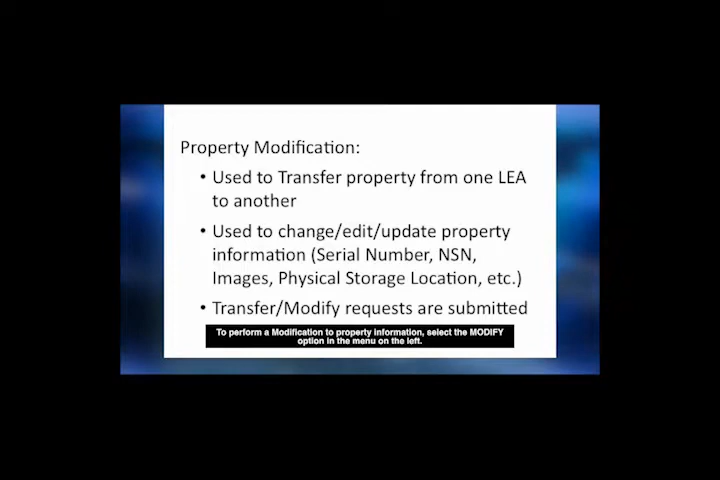 Property Modification:
• Used to Transfer property from one LEA
to another
• Used to change/edit/update property
information (Serial Number, NSN,
Images, Physical Storage Location, etc.)
• Transfer/Modify requests are submitted
To perform a Modification to property information, select the MODIFY
option in the menu on the left.